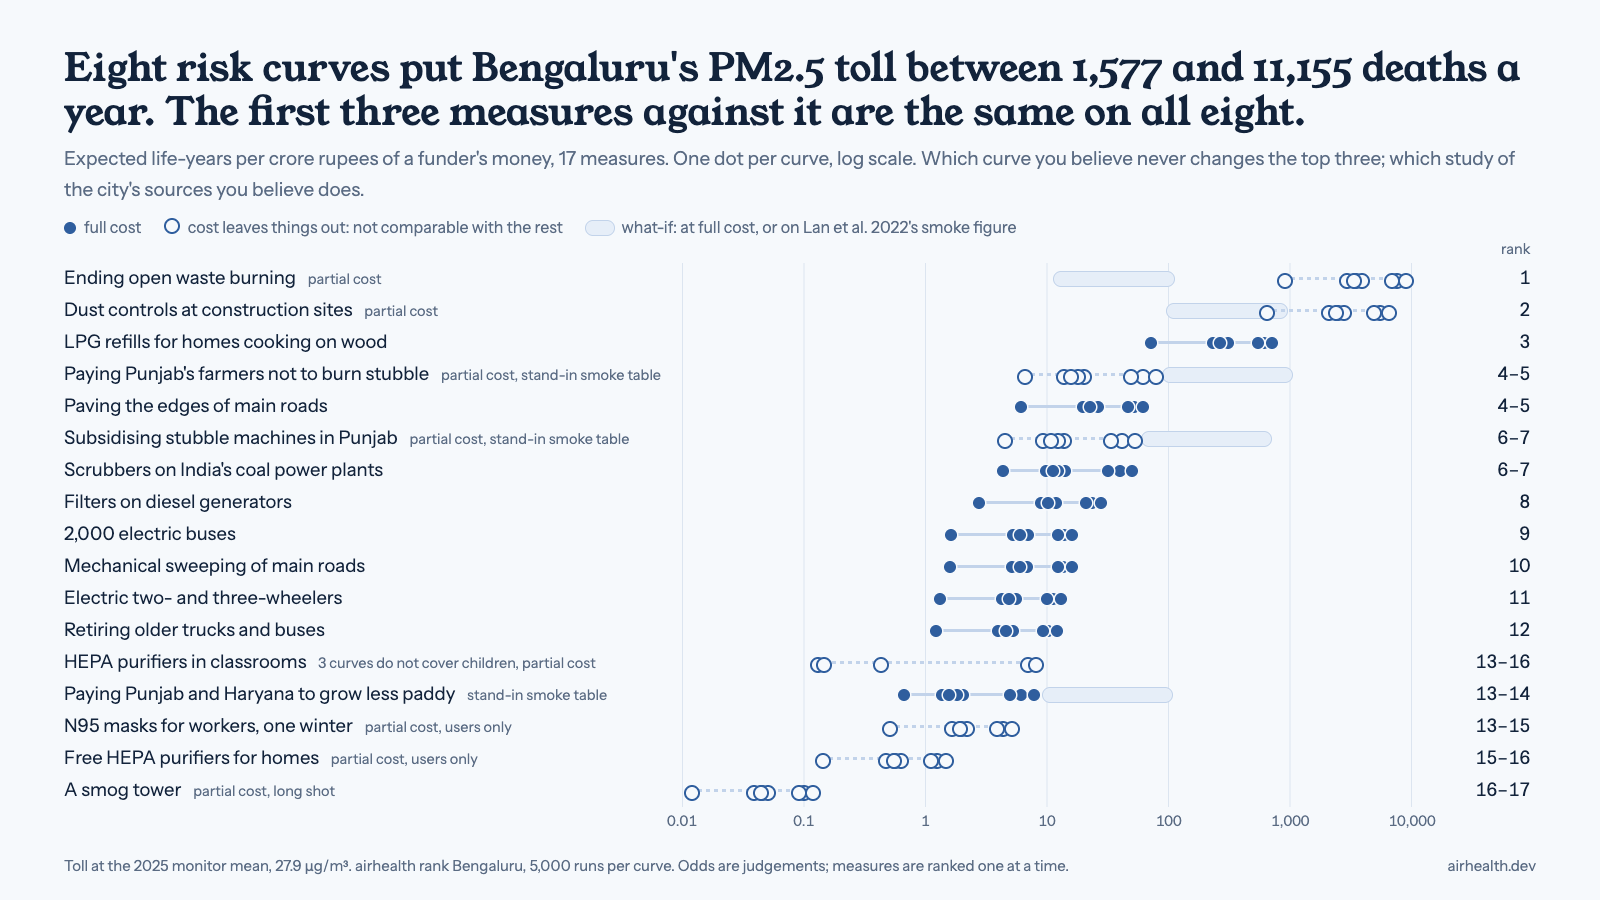 Eight risk curves put Bengaluru's PM2.5 toll between 1,577 and 11,155 deaths a
year. The first three measures against it are the same on all eight.
Expected life-years per crore rupees of a funder's money, 17 measures. One dot per curve, log scale. Which curve you believe never changes the top three; which study of
the city's sources you believe does.
full cost cost leaves things out: not comparable with the rest what-if: at full cost, or on Lan et al. 2022's smoke figure
rank
Ending open waste burning partial cost 1
Dust controls at construction sites partial cost 2
LPG refills for homes cooking on wood 3
Paying Punjab's farmers not to burn stubble partial cost, stand-in smoke table 4–5
Paving the edges of main roads 4–5
Subsidising stubble machines in Punjab partial cost, stand-in smoke table 6–7
Scrubbers on India's coal power plants 6–7
Filters on diesel generators 8
2,000 electric buses 9
Mechanical sweeping of main roads 10
Electric two- and three-wheelers 11
Retiring older trucks and buses 12
HEPA purifiers in classrooms 3 curves do not cover children, partial cost 13–16
Paying Punjab and Haryana to grow less paddy stand-in smoke table 13–14
N95 masks for workers, one winter partial cost, users only 13–15
Free HEPA purifiers for homes partial cost, users only 15–16
A smog tower partial cost, long shot 16–17
0.01 0.1 1 10 100 1,000 10,000
Toll at the 2025 monitor mean, 27.9 µg/m³. airhealth rank Bengaluru, 5,000 runs per curve. Odds are judgements; measures are ranked one at a time. airhealth.dev